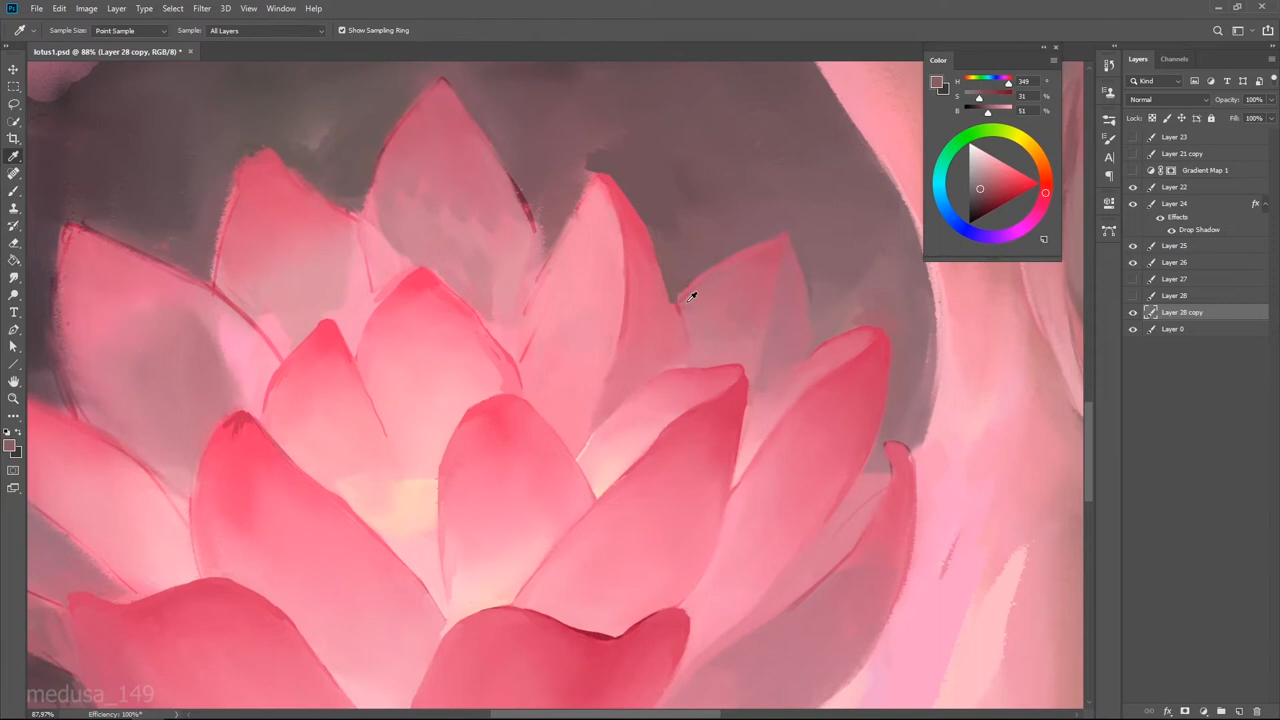 Ps File Edit Image Layer Type Select Filter 3D View Window Help
Sample Size: Point Sample Sample: All Layers Show Sampling Ring
lotus1.psd @ 88% (Layer 28 copy, RGB/8) * ×
Color
H 349 °
S 31 %
B 51 %
Layers Channels
Kind
Normal Opacity: 100%
Lock: Fill: 100%
Layer 23
Layer 21 copy
Gradient Map 1
Layer 22
Layer 24 fx
Effects
Drop Shadow
Layer 25
Layer 26
Layer 27
Layer 28
Layer 28 copy
Layer 0
medusa_149
87,97% Efficiency: 100%*